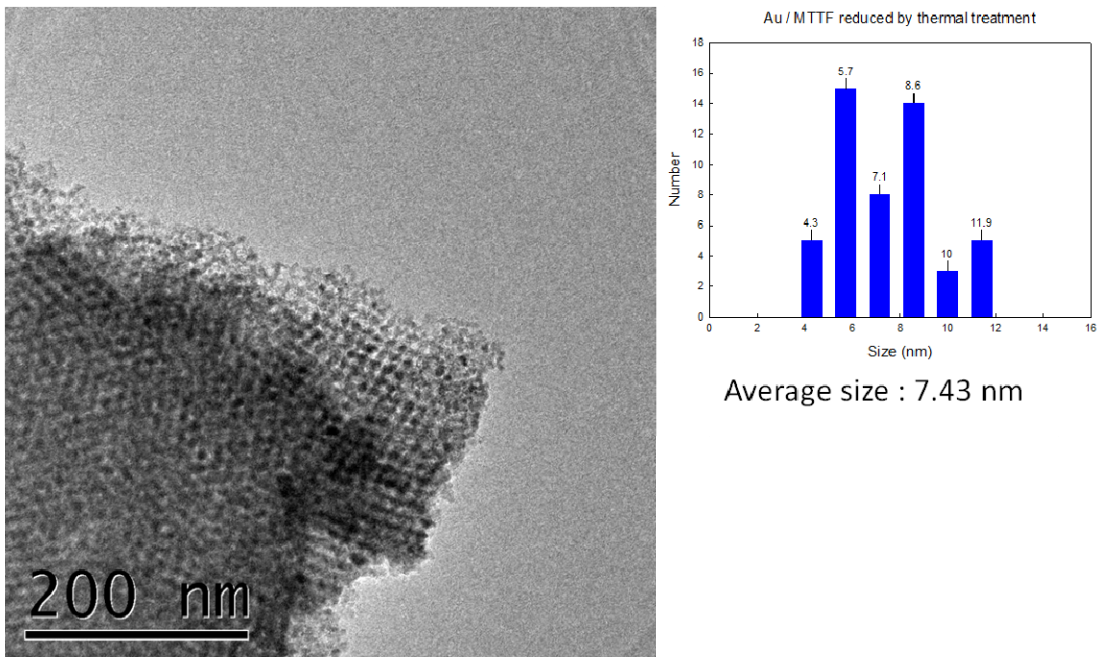 200 nm
Au / MTTF reduced by thermal treatment
18
16
14
12
10
8
6
4
2
0
Number
4.3
5.7
7.1
8.6
10
11.9
0 2 4 6 8 10 12 14 16
Size (nm)
Average size : 7.43 nm